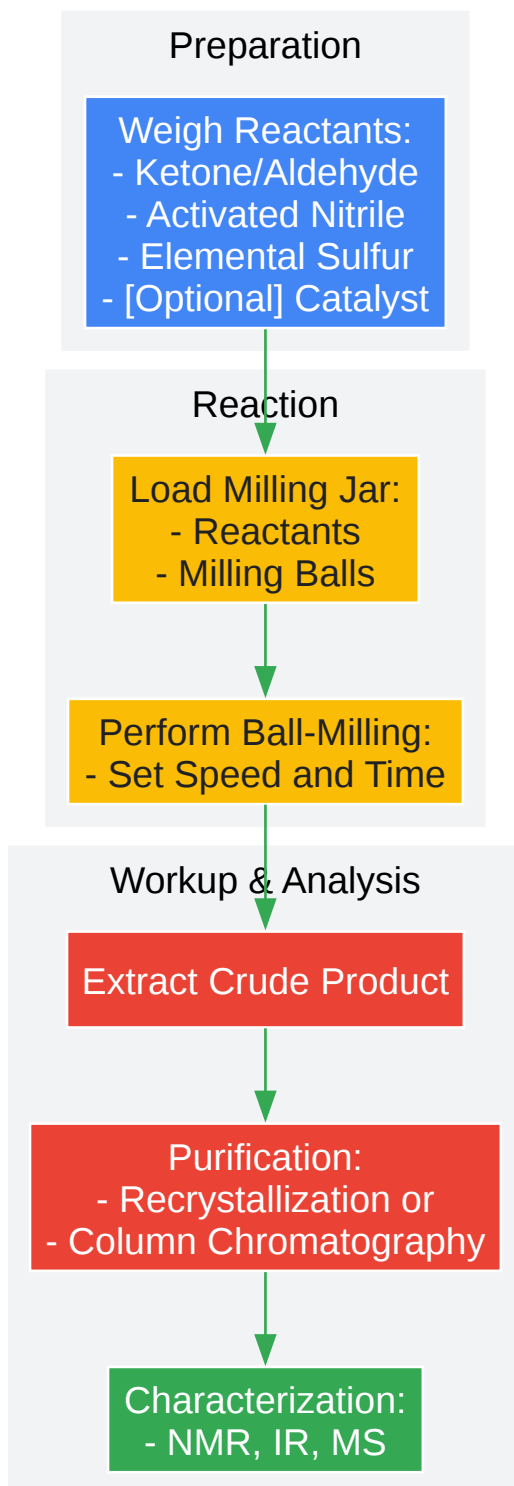 Preparation
Weigh Reactants:
- Ketone/Aldehyde
- Activated Nitrile
- Elemental Sulfur
- [Optional] Catalyst
Reaction
Load Milling Jar:
- Reactants
- Milling Balls
Perform Ball-Milling:
- Set Speed and Time
Workup & Analysis
Extract Crude Product
Purification:
- Recrystallization or
- Column Chromatography
Characterization:
- NMR, IR, MS